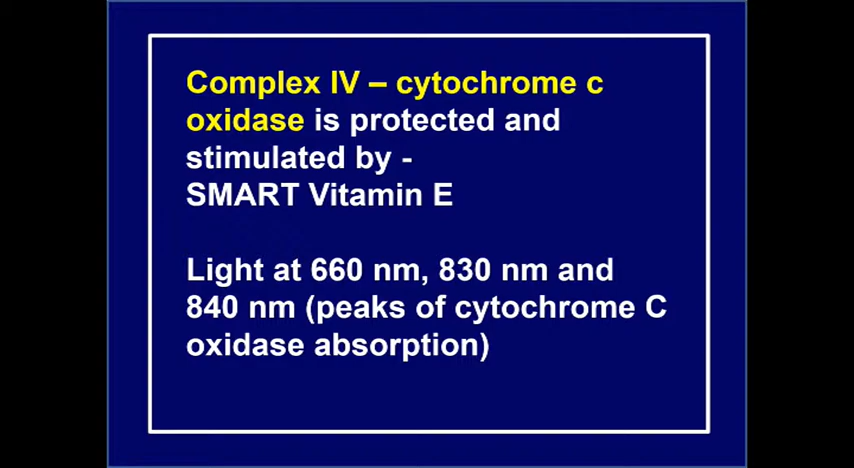 Complex IV – cytochrome c
oxidase is protected and
stimulated by -
SMART Vitamin E
Light at 660 nm, 830 nm and
840 nm (peaks of cytochrome C
oxidase absorption)